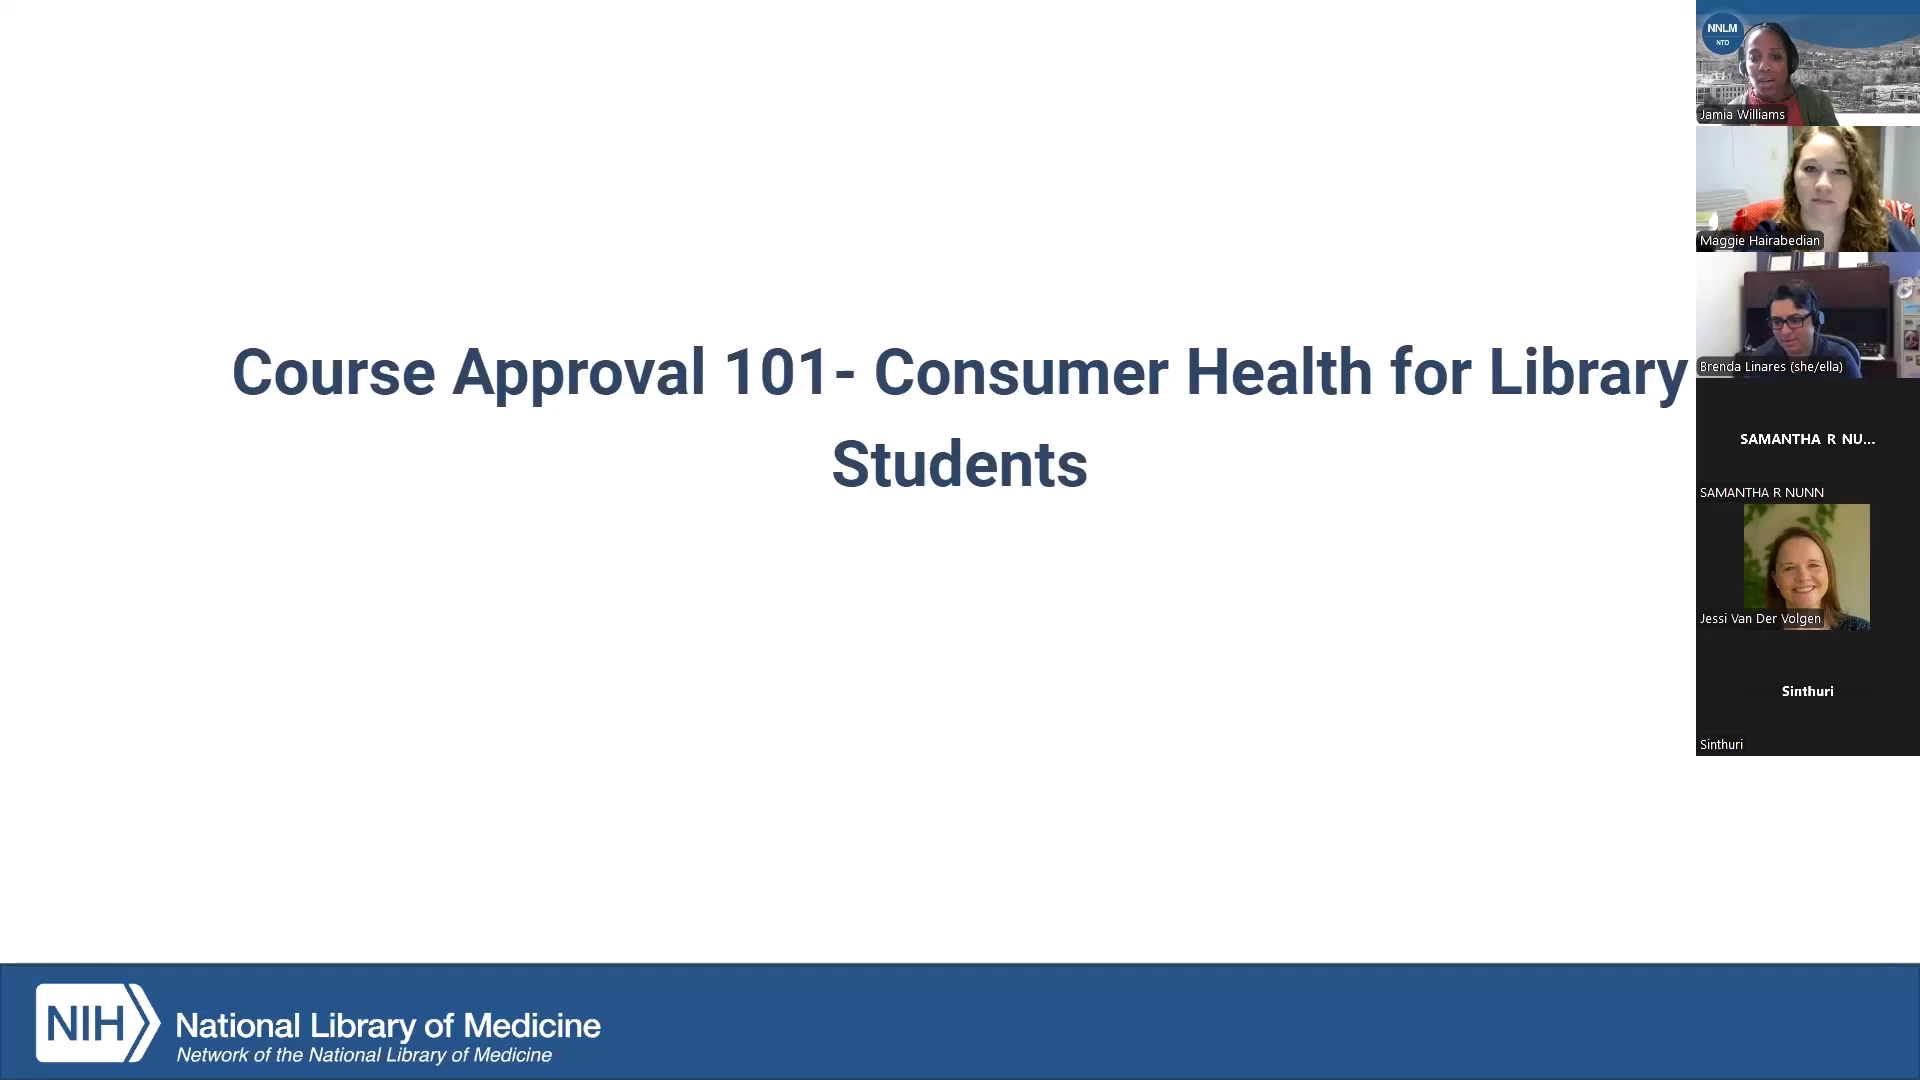 Course Approval 101- Consumer Health for Library
Students
NNLM
NTO
Jamia Williams
Maggie Hairabedian
Brenda Linares (she/ella)
SAMANTHA R NU...
SAMANTHA R NUNN
Jessi Van Der Volgen
Sinthuri
Sinthuri
NIH
National Library of Medicine
Network of the National Library of Medicine